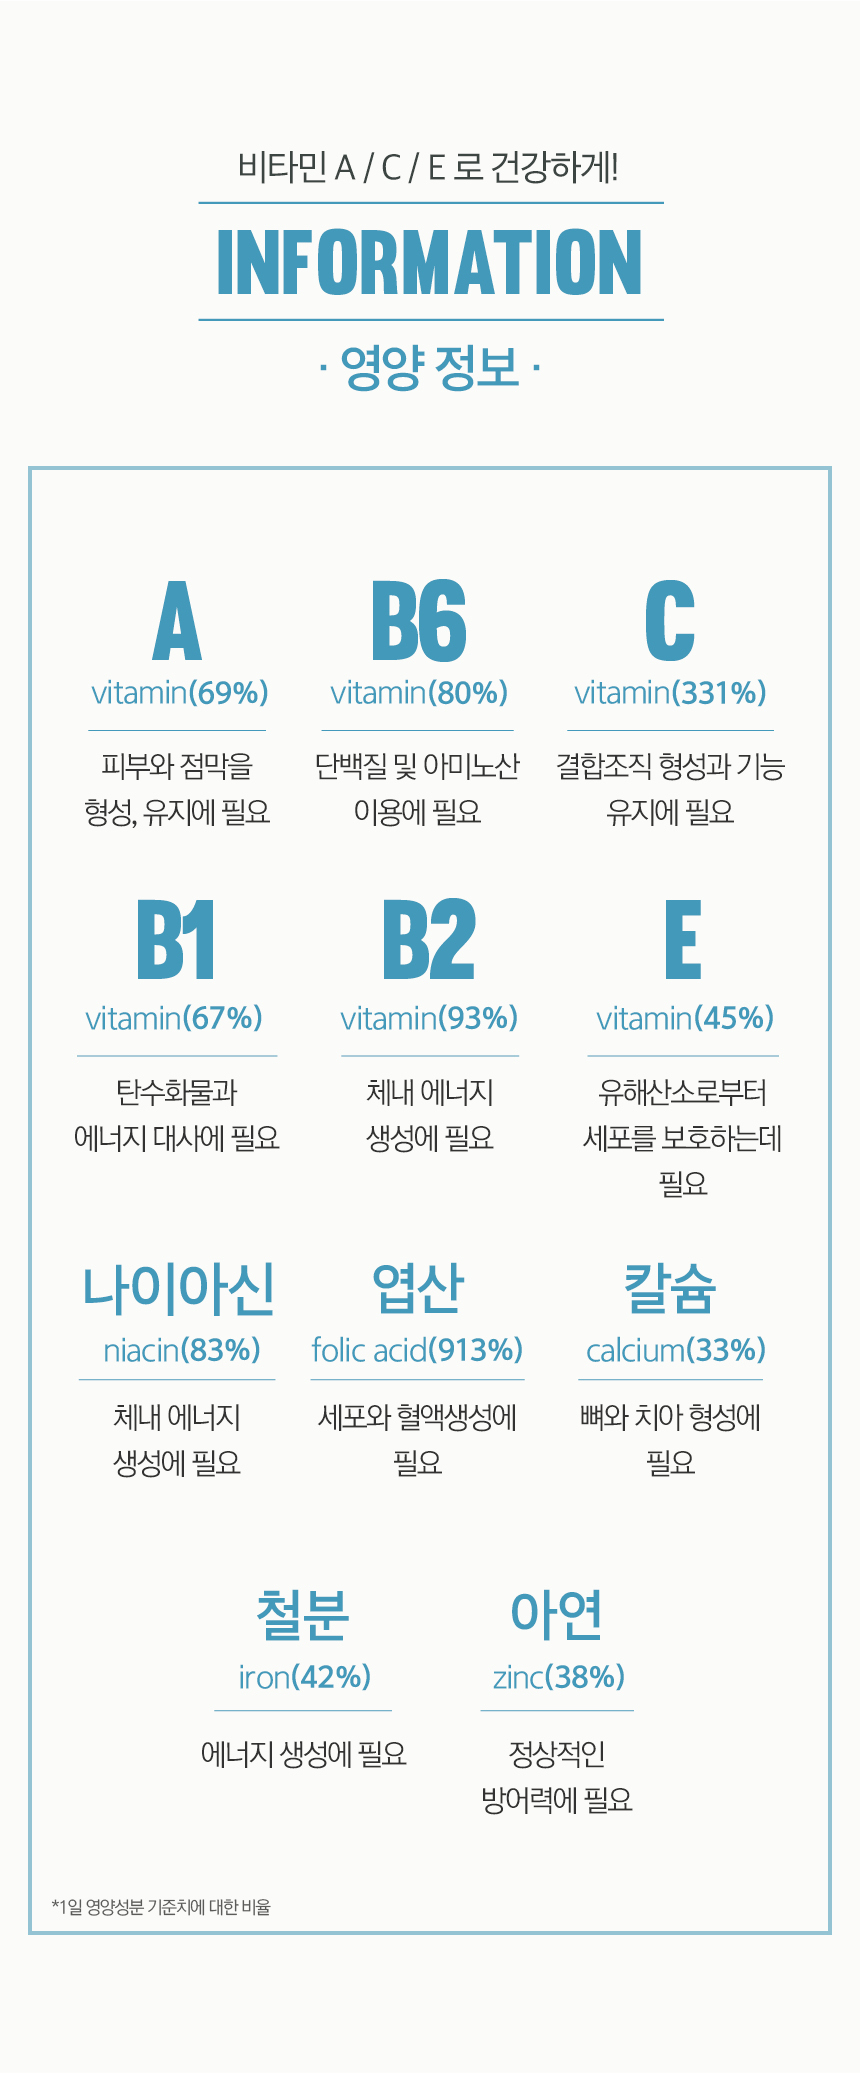 비타민 A / C / E 로 건강하게!
INFORMATION
· 영양 정보 ·
A
vitamin(69%)
피부와 점막을
형성, 유지에 필요
B6
vitamin(80%)
단백질 및 아미노산
이용에 필요
C
vitamin(331%)
결합조직 형성과 기능
유지에 필요
B1
vitamin(67%)
탄수화물과
에너지 대사에 필요
B2
vitamin(93%)
체내 에너지
생성에 필요
E
vitamin(45%)
유해산소로부터
세포를 보호하는데
필요
나이아신
niacin(83%)
체내 에너지
생성에 필요
엽산
folic acid(913%)
세포와 혈액생성에
필요
칼슘
calcium(33%)
뼈와 치아 형성에
필요
철분
iron(42%)
에너지 생성에 필요
아연
zinc(38%)
정상적인
방어력에 필요
*1일 영양성분 기준치에 대한 비율